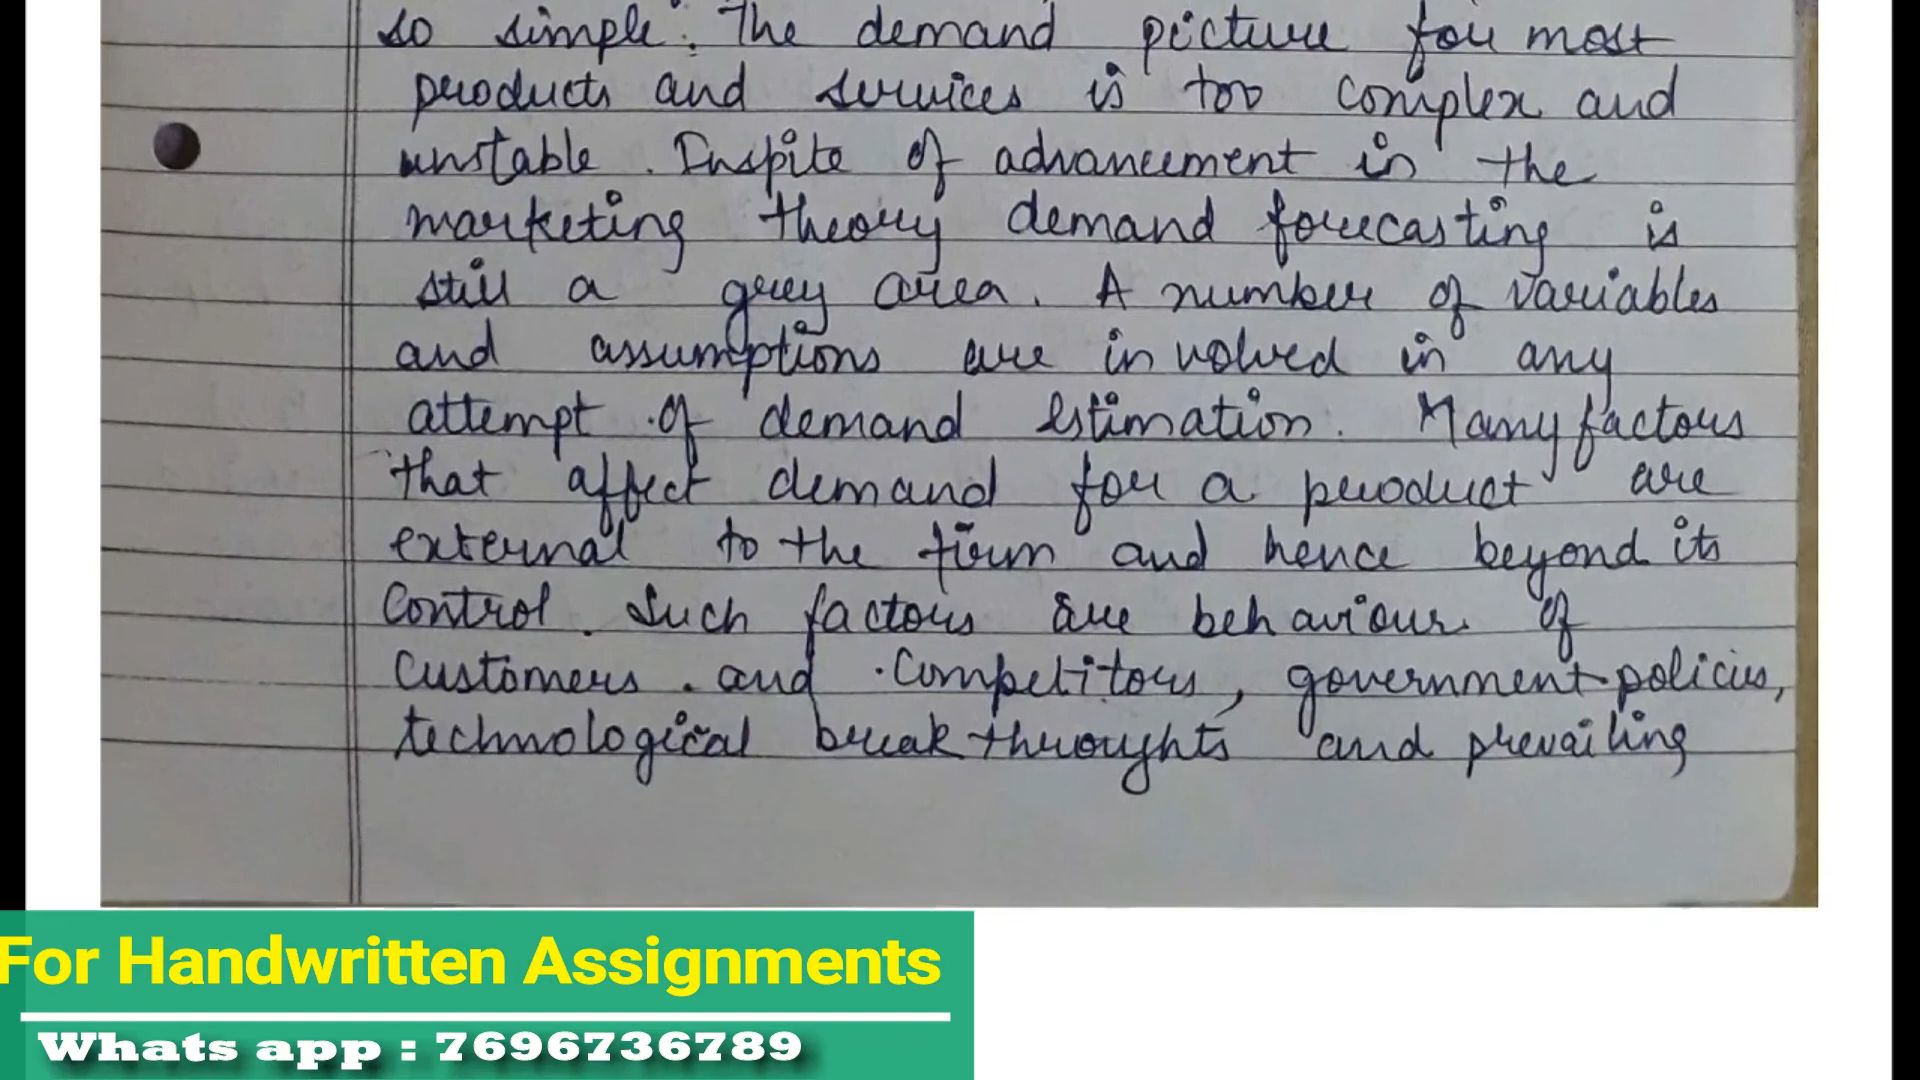 so simple. The demand picture for most
products and services is too complex and
unstable. Inspite of advancement in the
marketing theory demand forecasting is
still a grey area. A number of variables
and assumptions are involved in any
attempt of demand estimation. Many factors
that affect demand for a product are
external to the firm and hence beyond its
control. Such factors are behaviour of
customers and competitors, government policies,
technological break throughts and prevailing
For Handwritten Assignments
Whats app : 7696736789